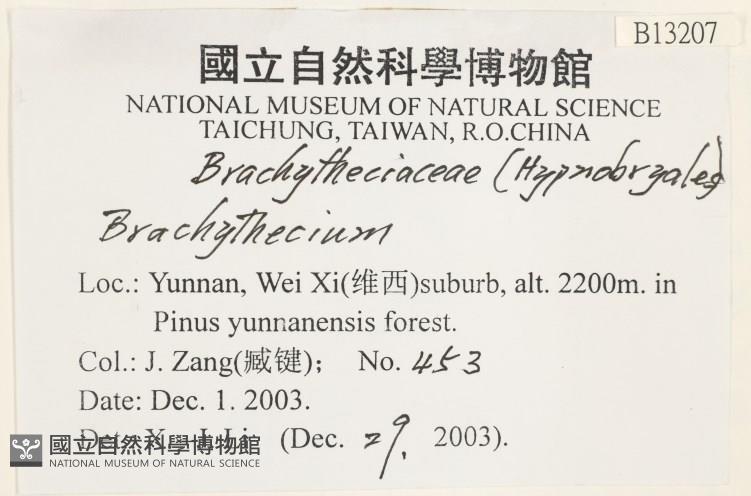 B13207
國立自然科學博物館
NATIONAL MUSEUM OF NATURAL SCIENCE
TAICHUNG, TAIWAN, R.O.CHINA
Brachytheciaceae (Hypnobryales)
Brachythecium
Loc.: Yunnan, Wei Xi(维西)suburb, alt. 2200m. in
Pinus yunnanensis forest.
Col.: J. Zang(臧键); No. 453
Date: Dec. 1. 2003.
(Dec. 29. 2003).
國立自然科學博物館
NATIONAL MUSEUM OF NATURAL SCIENCE